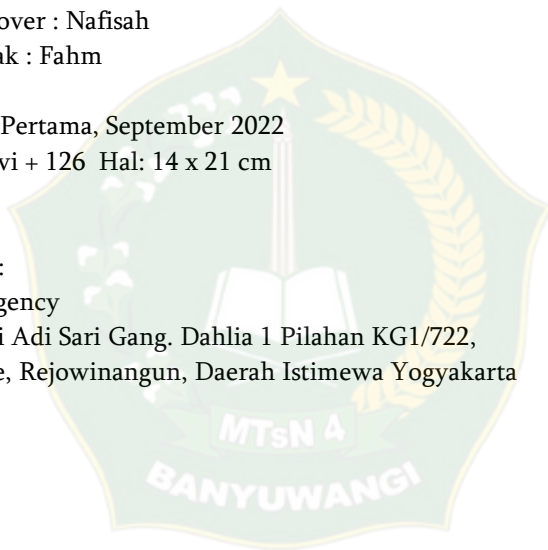 over : Nafisah
ak : Fahm
Pertama, September 2022
vi + 126  Hal: 14 x 21 cm
:
gency
i Adi Sari Gang. Dahlia 1 Pilahan KG1/722,
e, Rejowinangun, Daerah Istimewa Yogyakarta
MTsN 4
BANYUWANGI